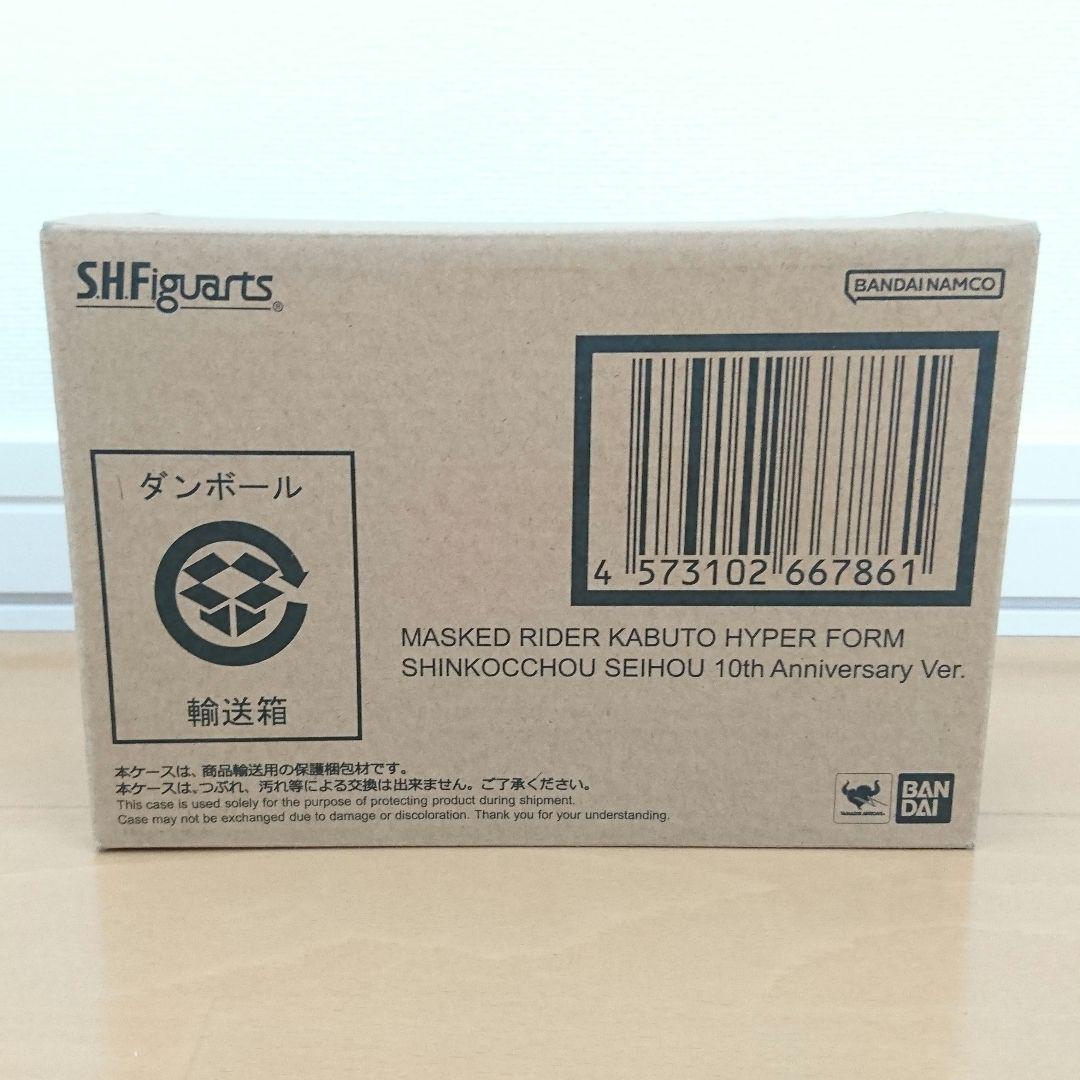 S.H.Figuarts®
BANDAI NAMCO
4 573102 667861
ダンボール
輸送箱
MASKED RIDER KABUTO HYPER FORM
SHINKOCCHOU SEIHOU 10th Anniversary Ver.
本ケースは、商品輸送用の保護梱包材です。
本ケースは、つぶれ、汚れ等による交換は出来ません。ご了承ください。
This case is used solely for the purpose of protecting product during shipment.
Case may not be exchanged due to damage or discoloration. Thank you for your understanding.
TAMASHII NATIONS
BAN
DAI